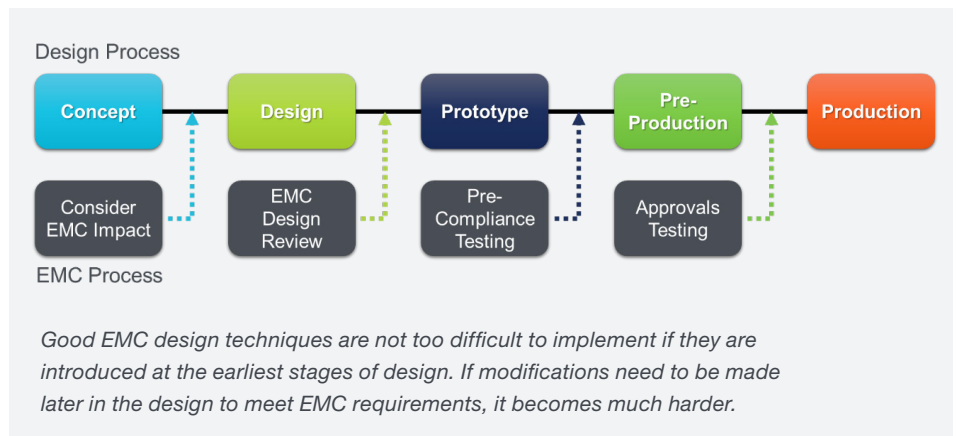 Design Process
Concept
Design
Prototype
Pre-
Production
Production
Consider
EMC Impact
EMC
Design
Review
Pre-
Compliance
Testing
Approvals
Testing
EMC Process
Good EMC design techniques are not too difficult to implement if they are
introduced at the earliest stages of design. If modifications need to be made
later in the design to meet EMC requirements, it becomes much harder.